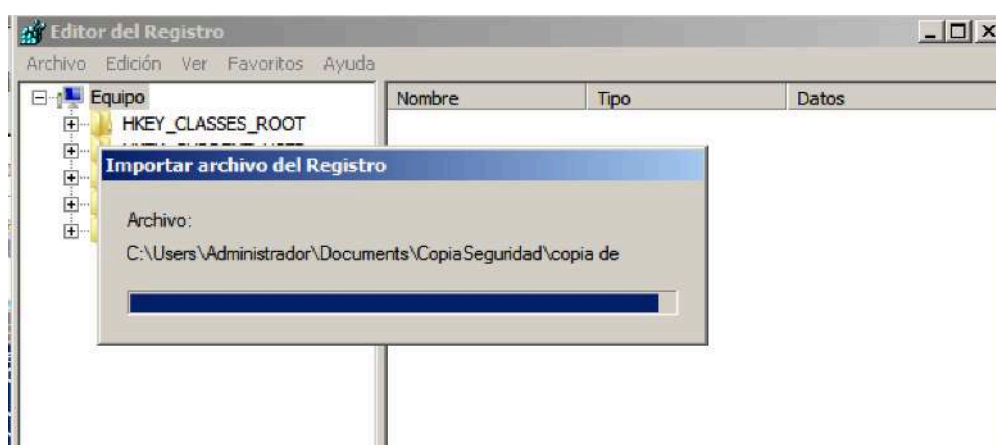 Editor del Registro
Archivo Edición Ver Favoritos Ayuda
Equipo
Nombre Tipo Datos
HKEY_CLASSES_ROOT
Importar archivo del Registro
Archivo:
C:\Users\Administrador\Documents\CopiaSeguridad\copia de